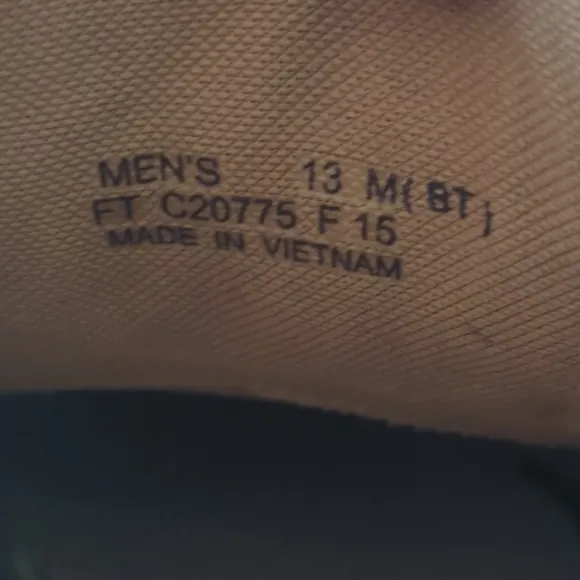 MEN'S 13 M( BT )
FT C20775 F 15
MADE IN VIETNAM